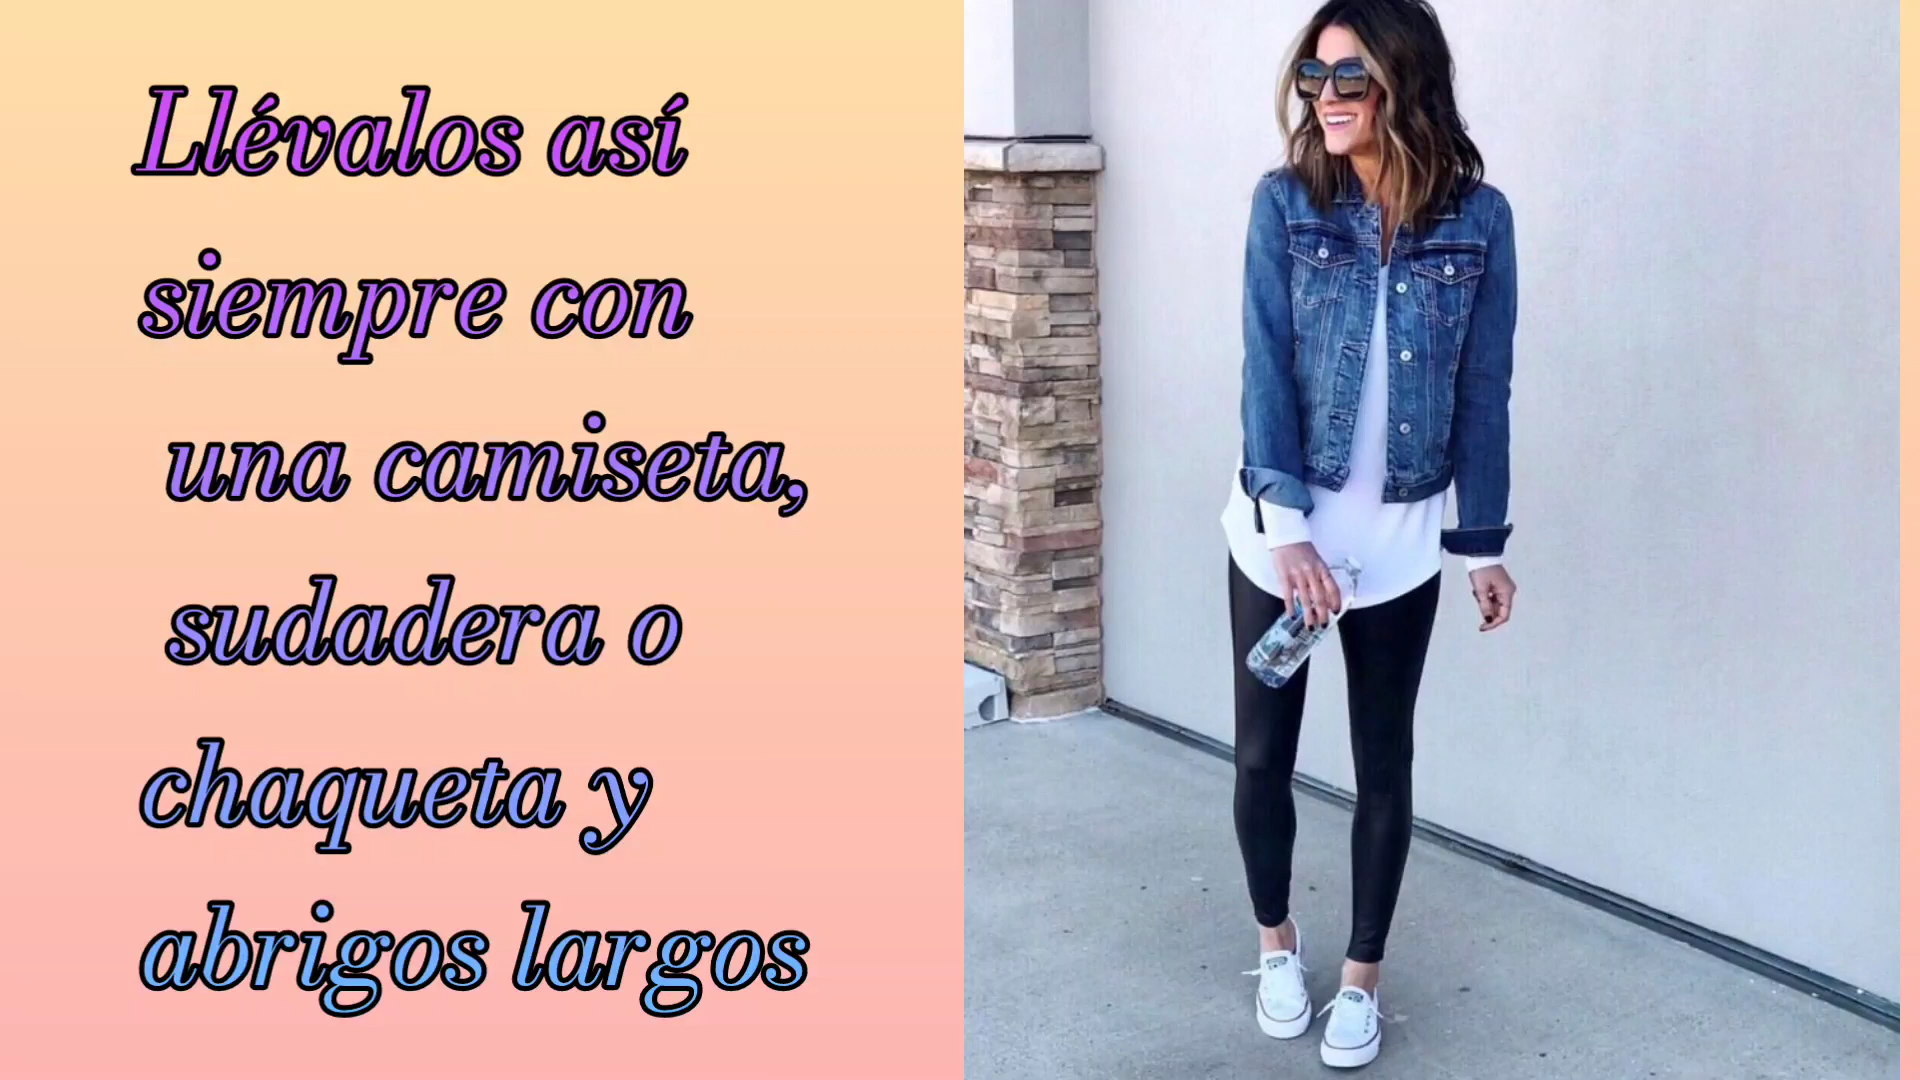 Llévalos así
siempre con
una camiseta,
sudadera o
chaqueta y
abrigos largos